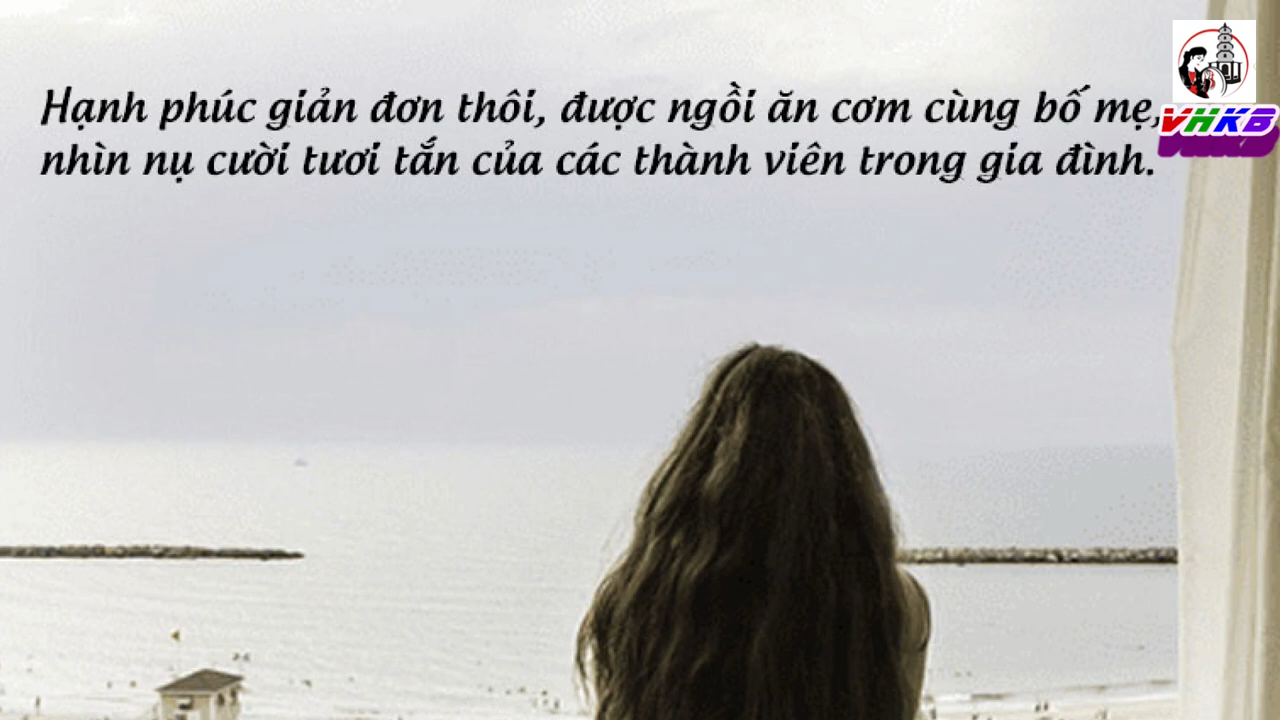 Hạnh phúc giản đơn thôi, được ngồi ăn cơm cùng bố mẹ,
nhìn nụ cười tươi tắn của các thành viên trong gia đình.
VHKB